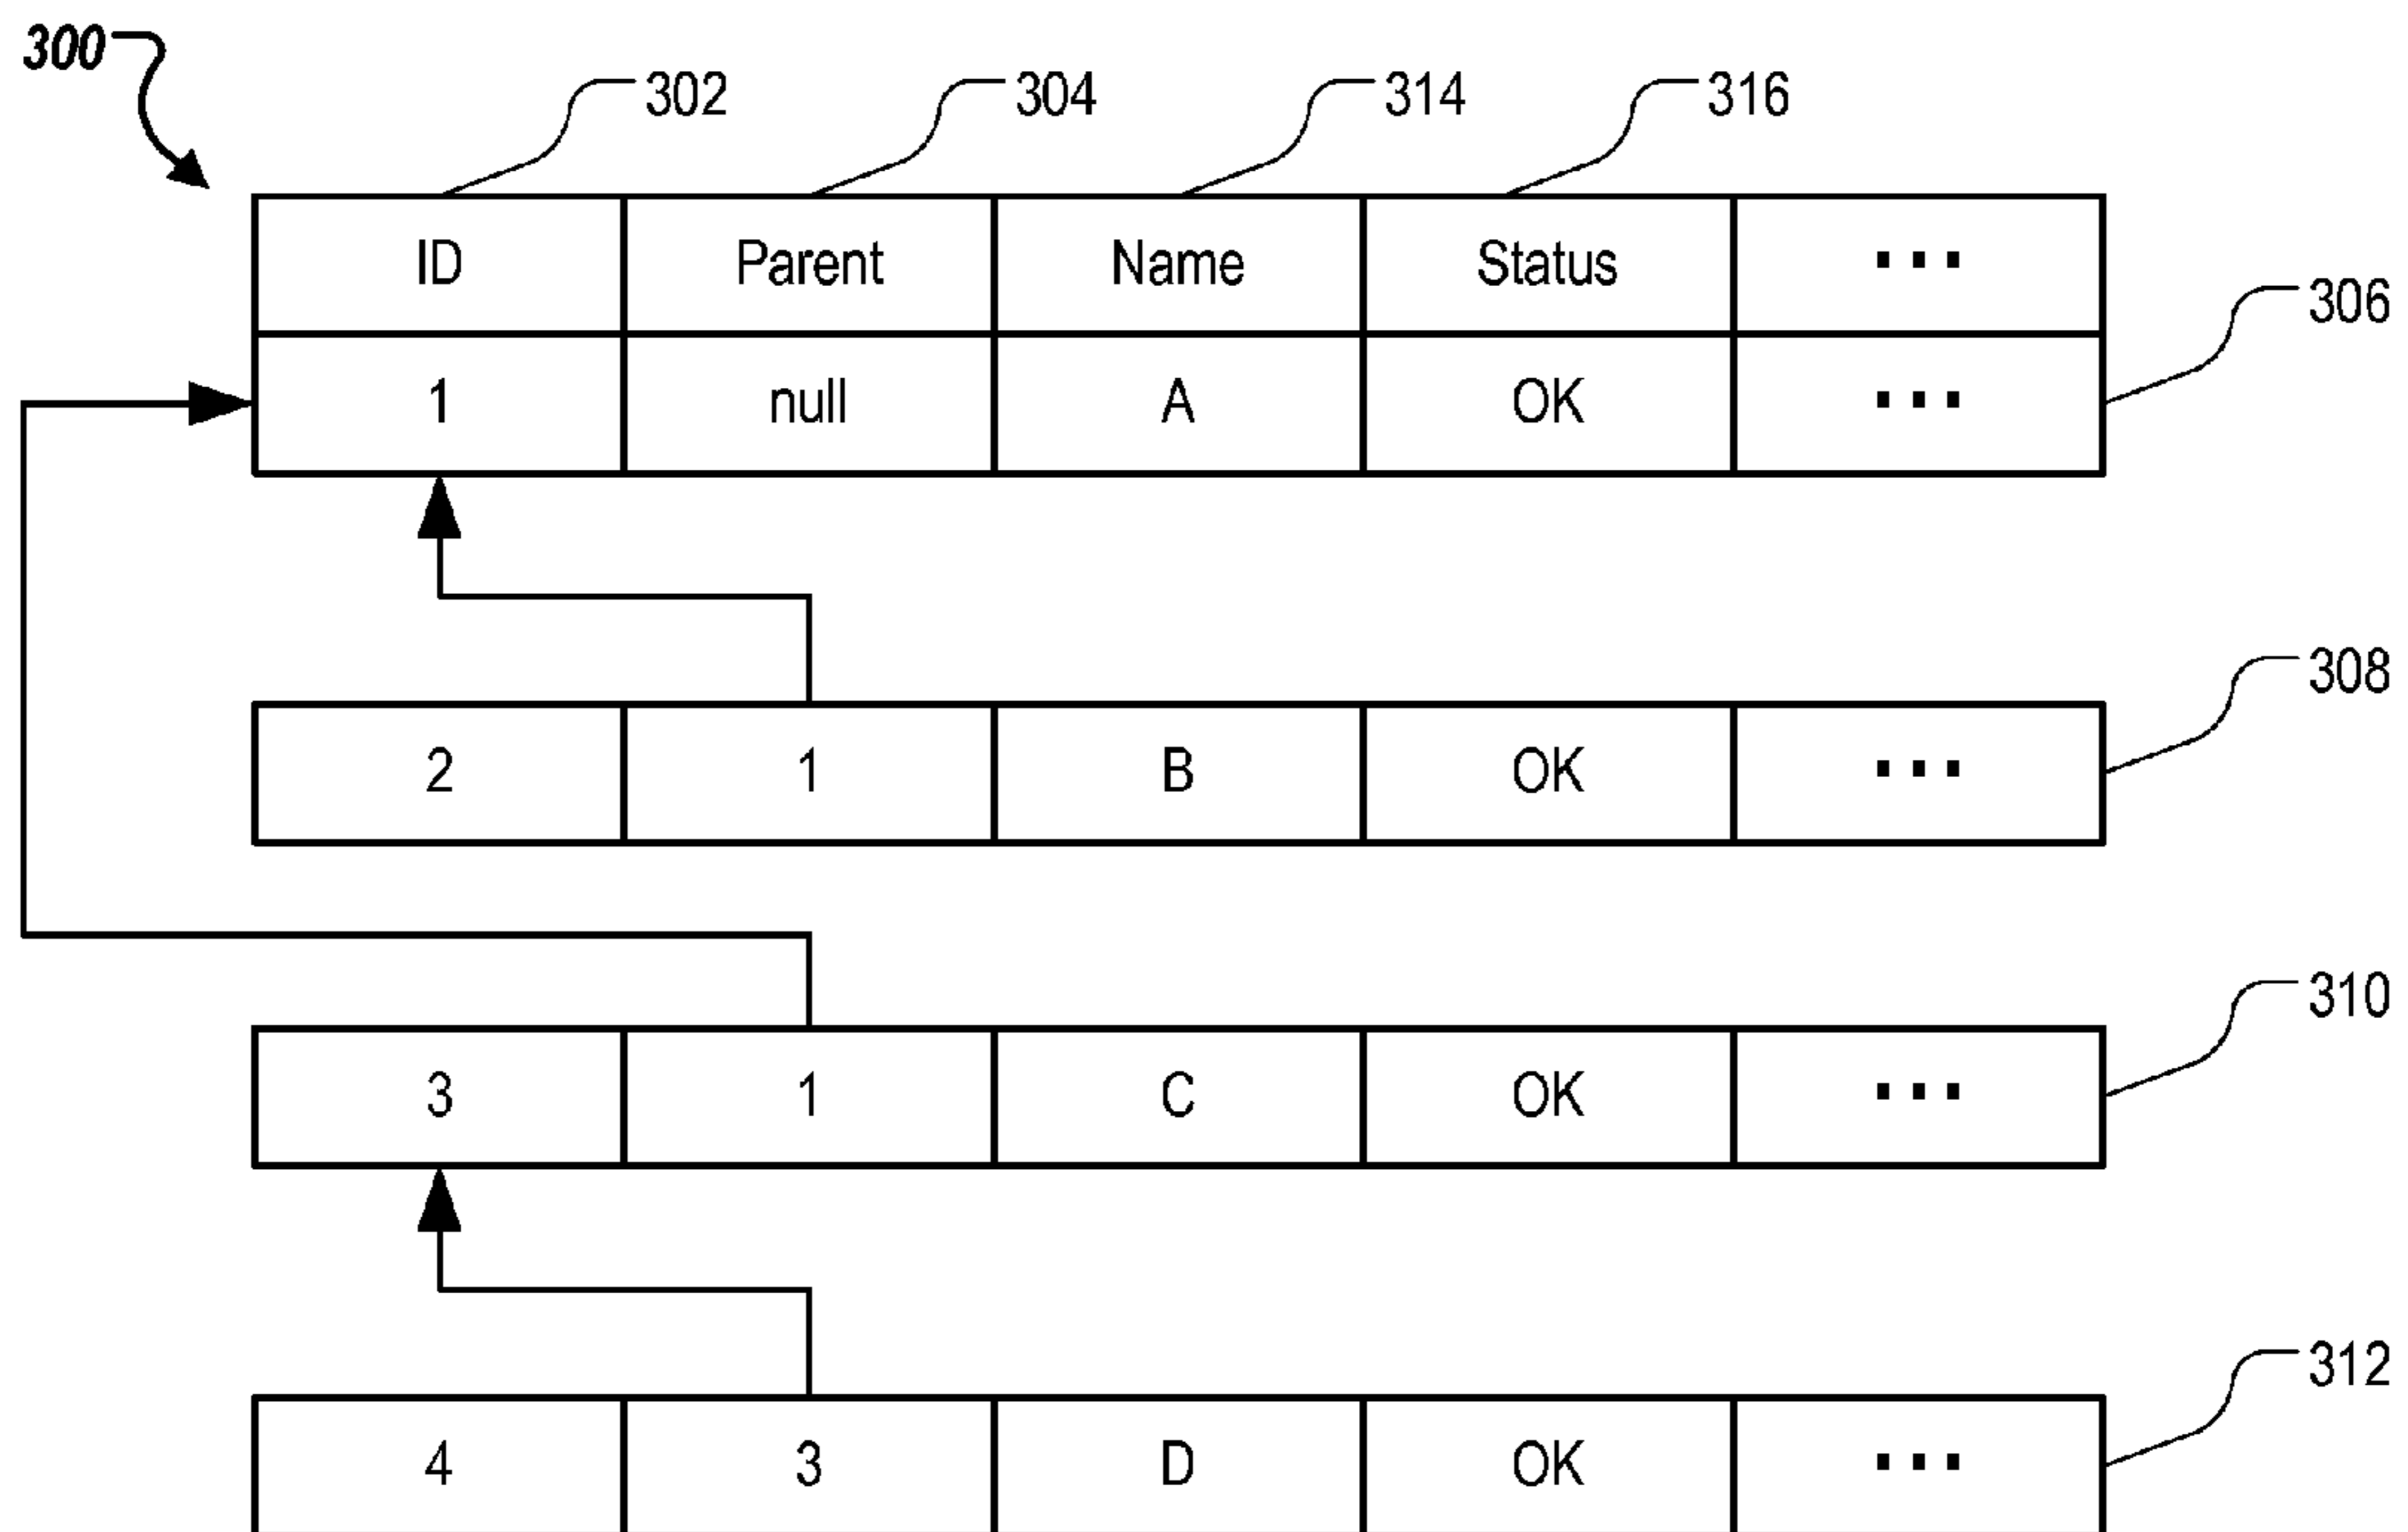 300
302 304 314 316
ID Parent Name Status ...
306
1 null A OK ...
308
2 1 B OK ...
310
3 1 C OK ...
312
4 3 D OK ...